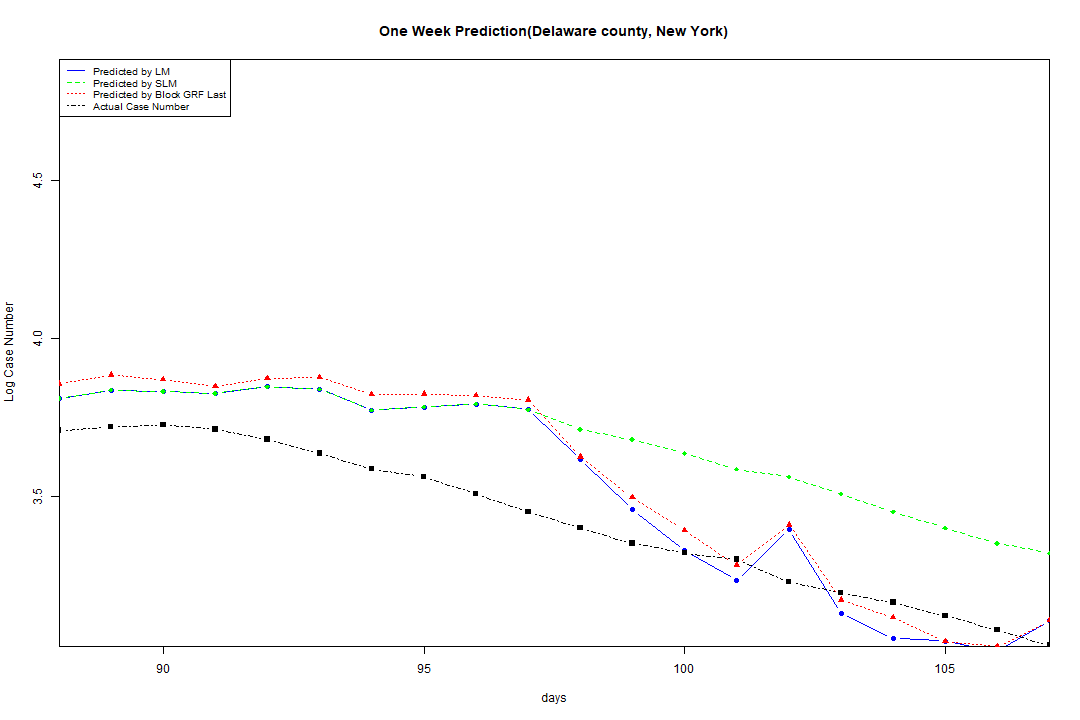 One Week Prediction(Delaware county, New York)
Predicted by LM
Predicted by SLM
Predicted by Block GRF Last
Actual Case Number
4.5
4.0
3.5
Log Case Number
90 95 100 105
days